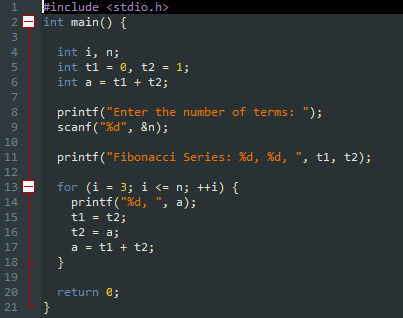 1 #include <stdio.h>
2 int main() {
3
4 int i, n;
5 int t1 = 0, t2 = 1;
6 int a = t1 + t2;
7
8 printf("Enter the number of terms: ");
9 scanf("%d", &n);
10
11 printf("Fibonacci Series: %d, %d, ", t1, t2);
12
13 for (i = 3; i <= n; ++i) {
14 printf("%d, ", a);
15 t1 = t2;
16 t2 = a;
17 a = t1 + t2;
18 }
19
20 return 0;
21 }